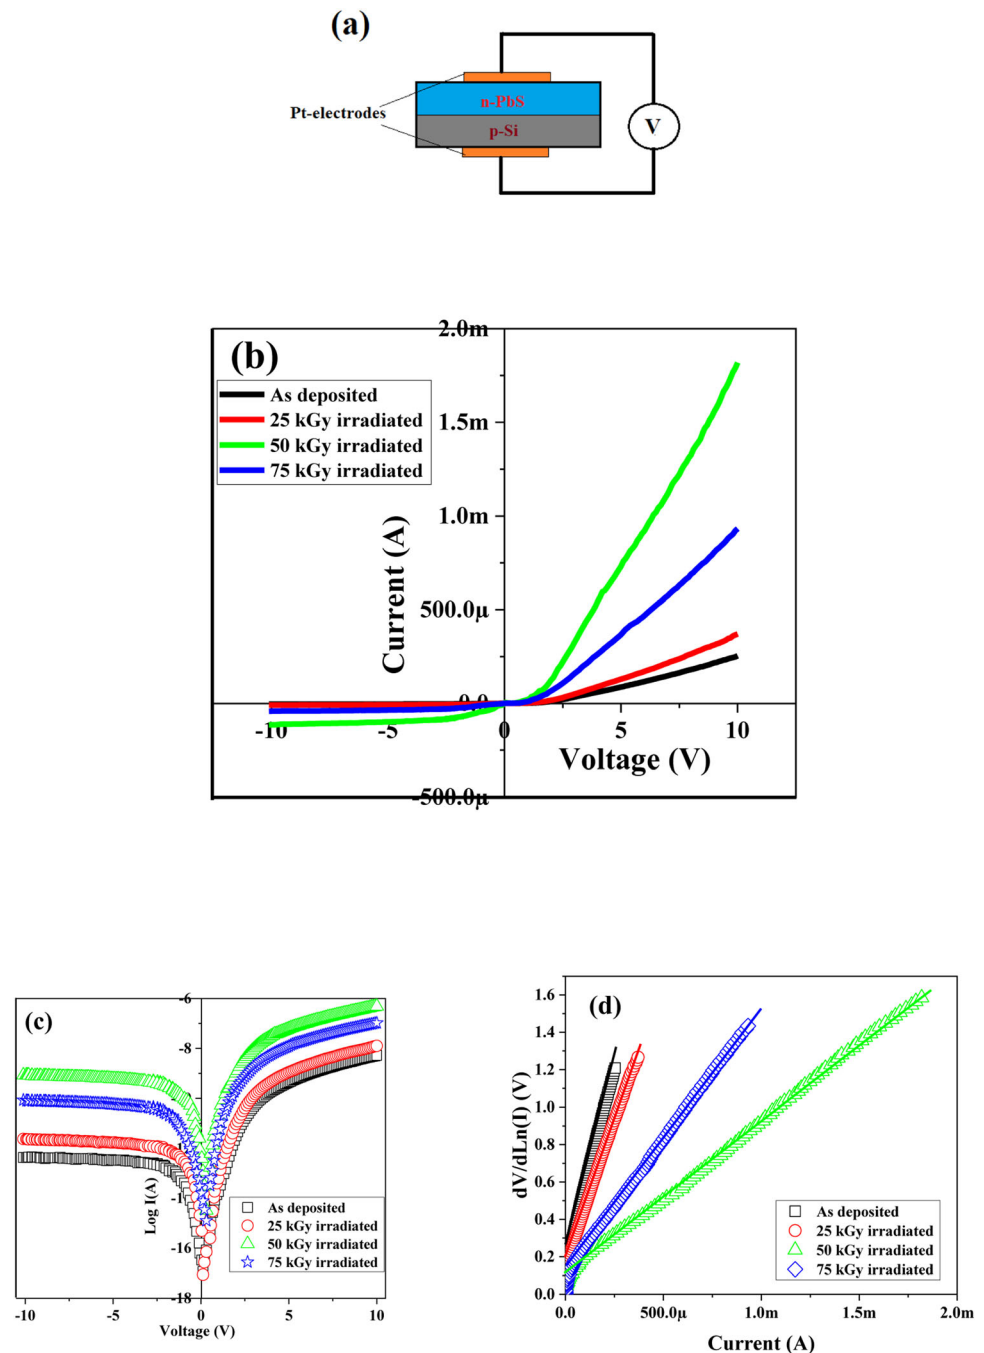 (a)
n-PbS
Pt-electrodes
p-Si
V
2.0m
(b)
As deposited
25 kGy irradiated
50 kGy irradiated
75 kGy irradiated
1.5m
1.0m
500.0µ
0.0
-500.0µ
Current (A)
-10 -5 0 5 10
Voltage (V)
(c)
-6
-8
-1
-16
-18
Log I(A)
As deposited
25 kGy irradiated
50 kGy irradiated
75 kGy irradiated
-10 -5 0 5 10
Voltage (V)
(d)
1.6
1.4
1.2
1.0
0.8
0.6
0.4
0.2
0.0
dV/dLn(I) (V)
As deposited
25 kGy irradiated
50 kGy irradiated
75 kGy irradiated
0.0 500.0µ 1.0m 1.5m 2.0m
Current (A)